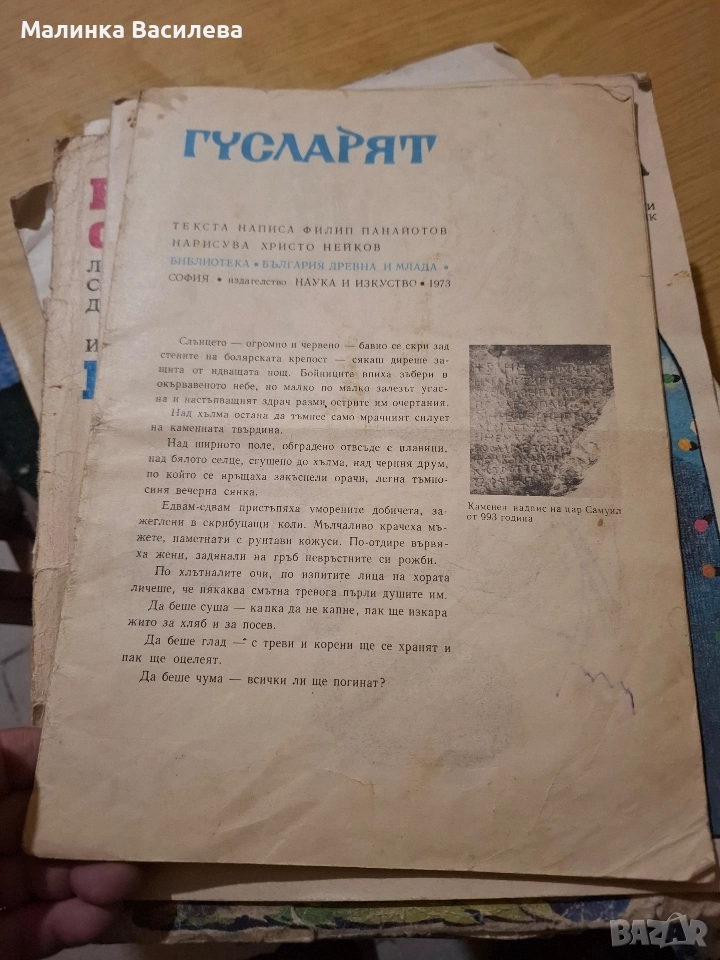 Малинка Василева
ГУСЛАРЯТ
ТЕКСТА НАПИСА ФИЛИП ПАНАЙОТОВ
НАРИСУВА ХРИСТО НЕЙКОВ
БИБЛИОТЕКА • БЪЛГАРИЯ ДРЕВНА И МЛАДА •
СОФИЯ • издателство НАУКА И ИЗКУСТВО • 1973
Слънцето — огромно и червено — бавно се скри зад
стените на болярската крепост — сякаш диреше за-
щита от идващата нощ. Бойниците впиха зъбери в
окървавеното небе, но малко по малко залезът угас-
на и настъпващият здрач разми острите им очертания.
Над хълма остана да тъмнее само мрачният силует
на каменната твърдина.
Над ширното поле, обградено отвсъде с планини,
над бялото селце, сгушено до хълма, над черния друм,
по който се връщаха закъснели орачи, легна тъмно-
синя вечерна сянка.
Едвам-едвам пристъпяха уморените добичета, за-
жеглени в скрибуцащи коли. Мълчаливо крачеха мъ-
жете, наметнати с рунтави кожуси. По-отдире вървя-
ха жени, задянали на гръб невръстните си рожби.
По хлътналите очи, по изпитите лица на хората
личеше, че някаква смътна тревога пърли душите им.
Да беше суша — капка да не капне, пак ще изкара
жито за хляб и за посев.
Да беше глад — с треви и корени ще се хранят и
пак ще оцелеят.
Да беше чума — всички ли ще погинат?
Каменен надпис на цар Самуил
от 993 година
BAZAR